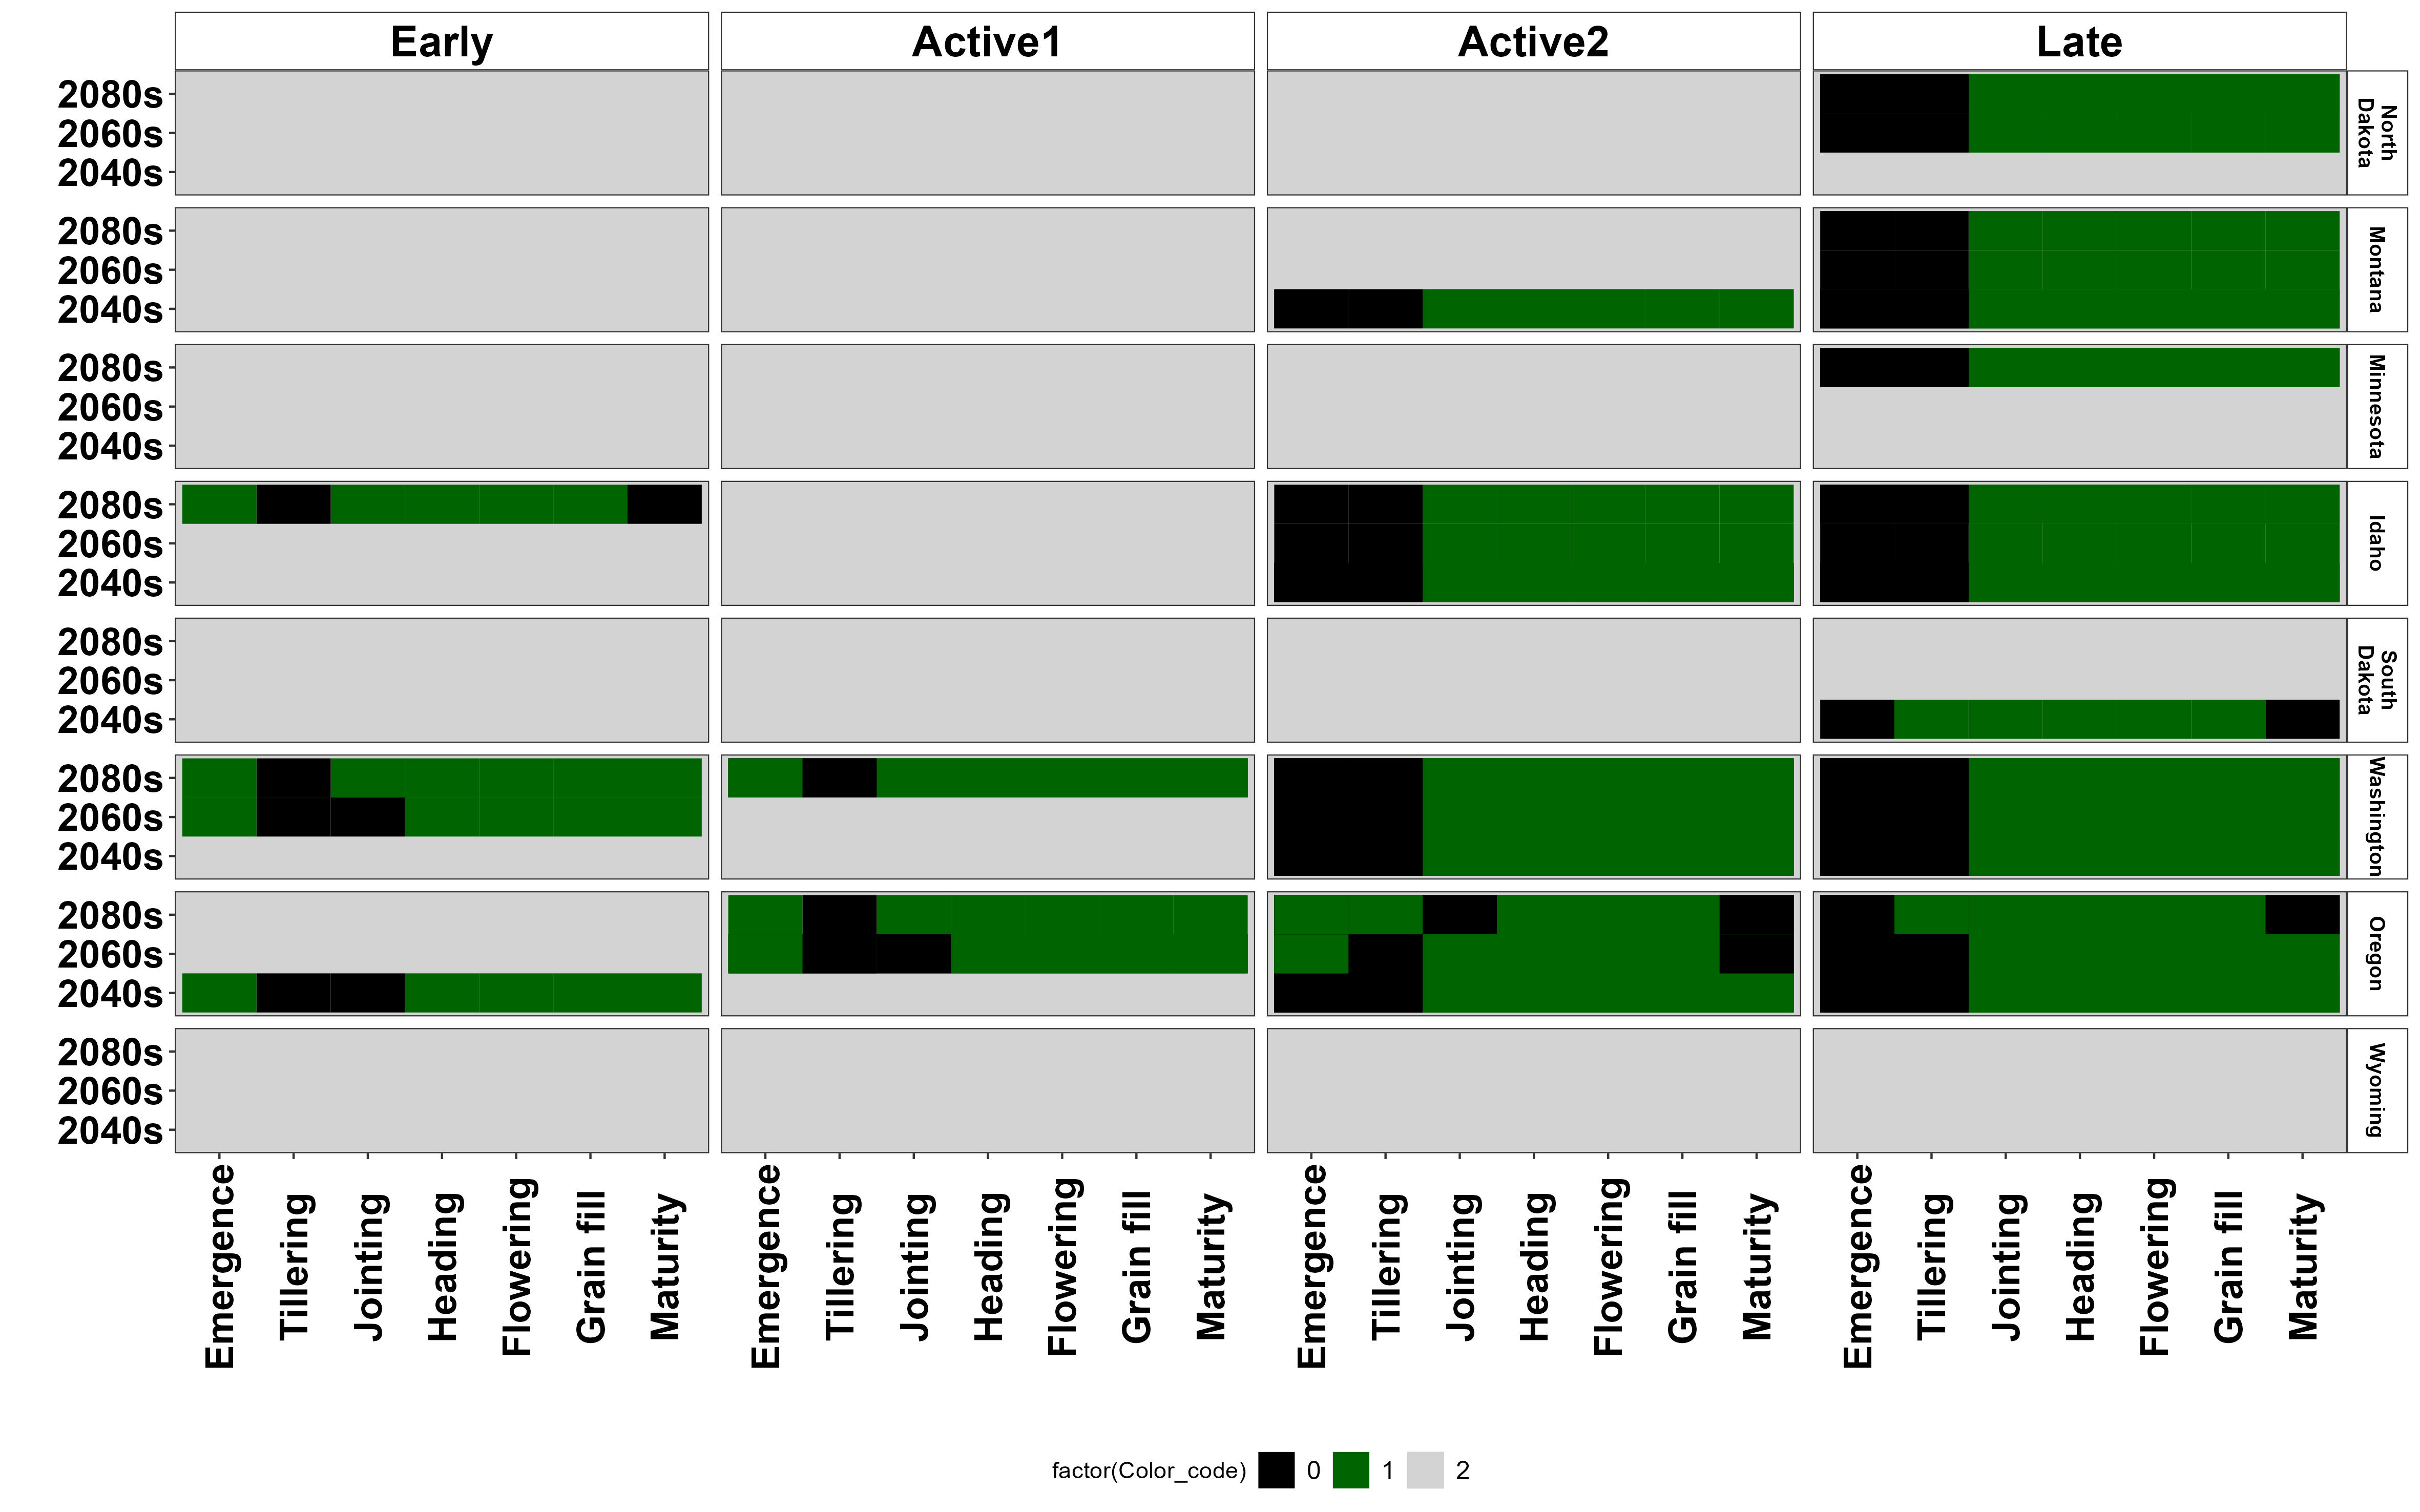 Early Active1 Active2 Late
2080s
2060s
2040s
North
Dakota
2080s
2060s
2040s
Montana
2080s
2060s
2040s
Minnesota
2080s
2060s
2040s
Idaho
2080s
2060s
2040s
South
Dakota
2080s
2060s
2040s
Washington
2080s
2060s
2040s
Oregon
2080s
2060s
2040s
Wyoming
Emergence
Tillering
Jointing
Heading
Flowering
Grain fill
Maturity
Emergence
Tillering
Jointing
Heading
Flowering
Grain fill
Maturity
Emergence
Tillering
Jointing
Heading
Flowering
Grain fill
Maturity
Emergence
Tillering
Jointing
Heading
Flowering
Grain fill
Maturity
factor(Color_code) 0 1 2